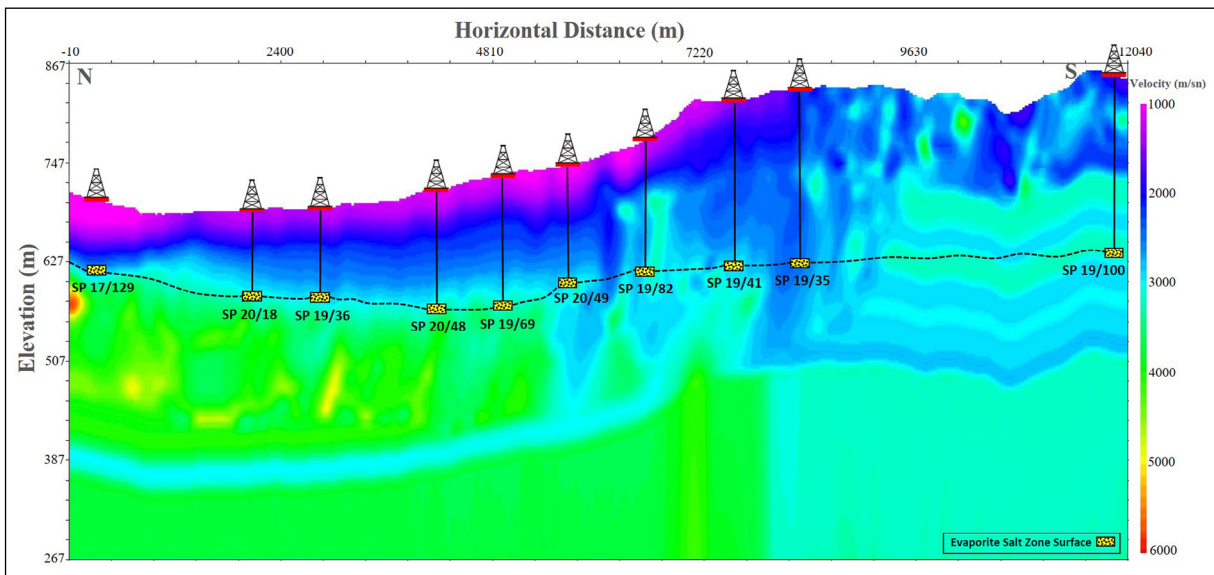 Horizontal Distance (m)
-10 2400 4810 7220 9630 12040
867 N S
Velocity (m/sn)
1000
747
2000
627
SP 17/129 SP 20/18 SP 19/36 SP 20/48 SP 19/69 SP 20/49 SP 19/82 SP 19/41 SP 19/35 SP 19/100
3000
Elevation (m)
507
4000
387
5000
Evaporite Salt Zone Surface
267
6000